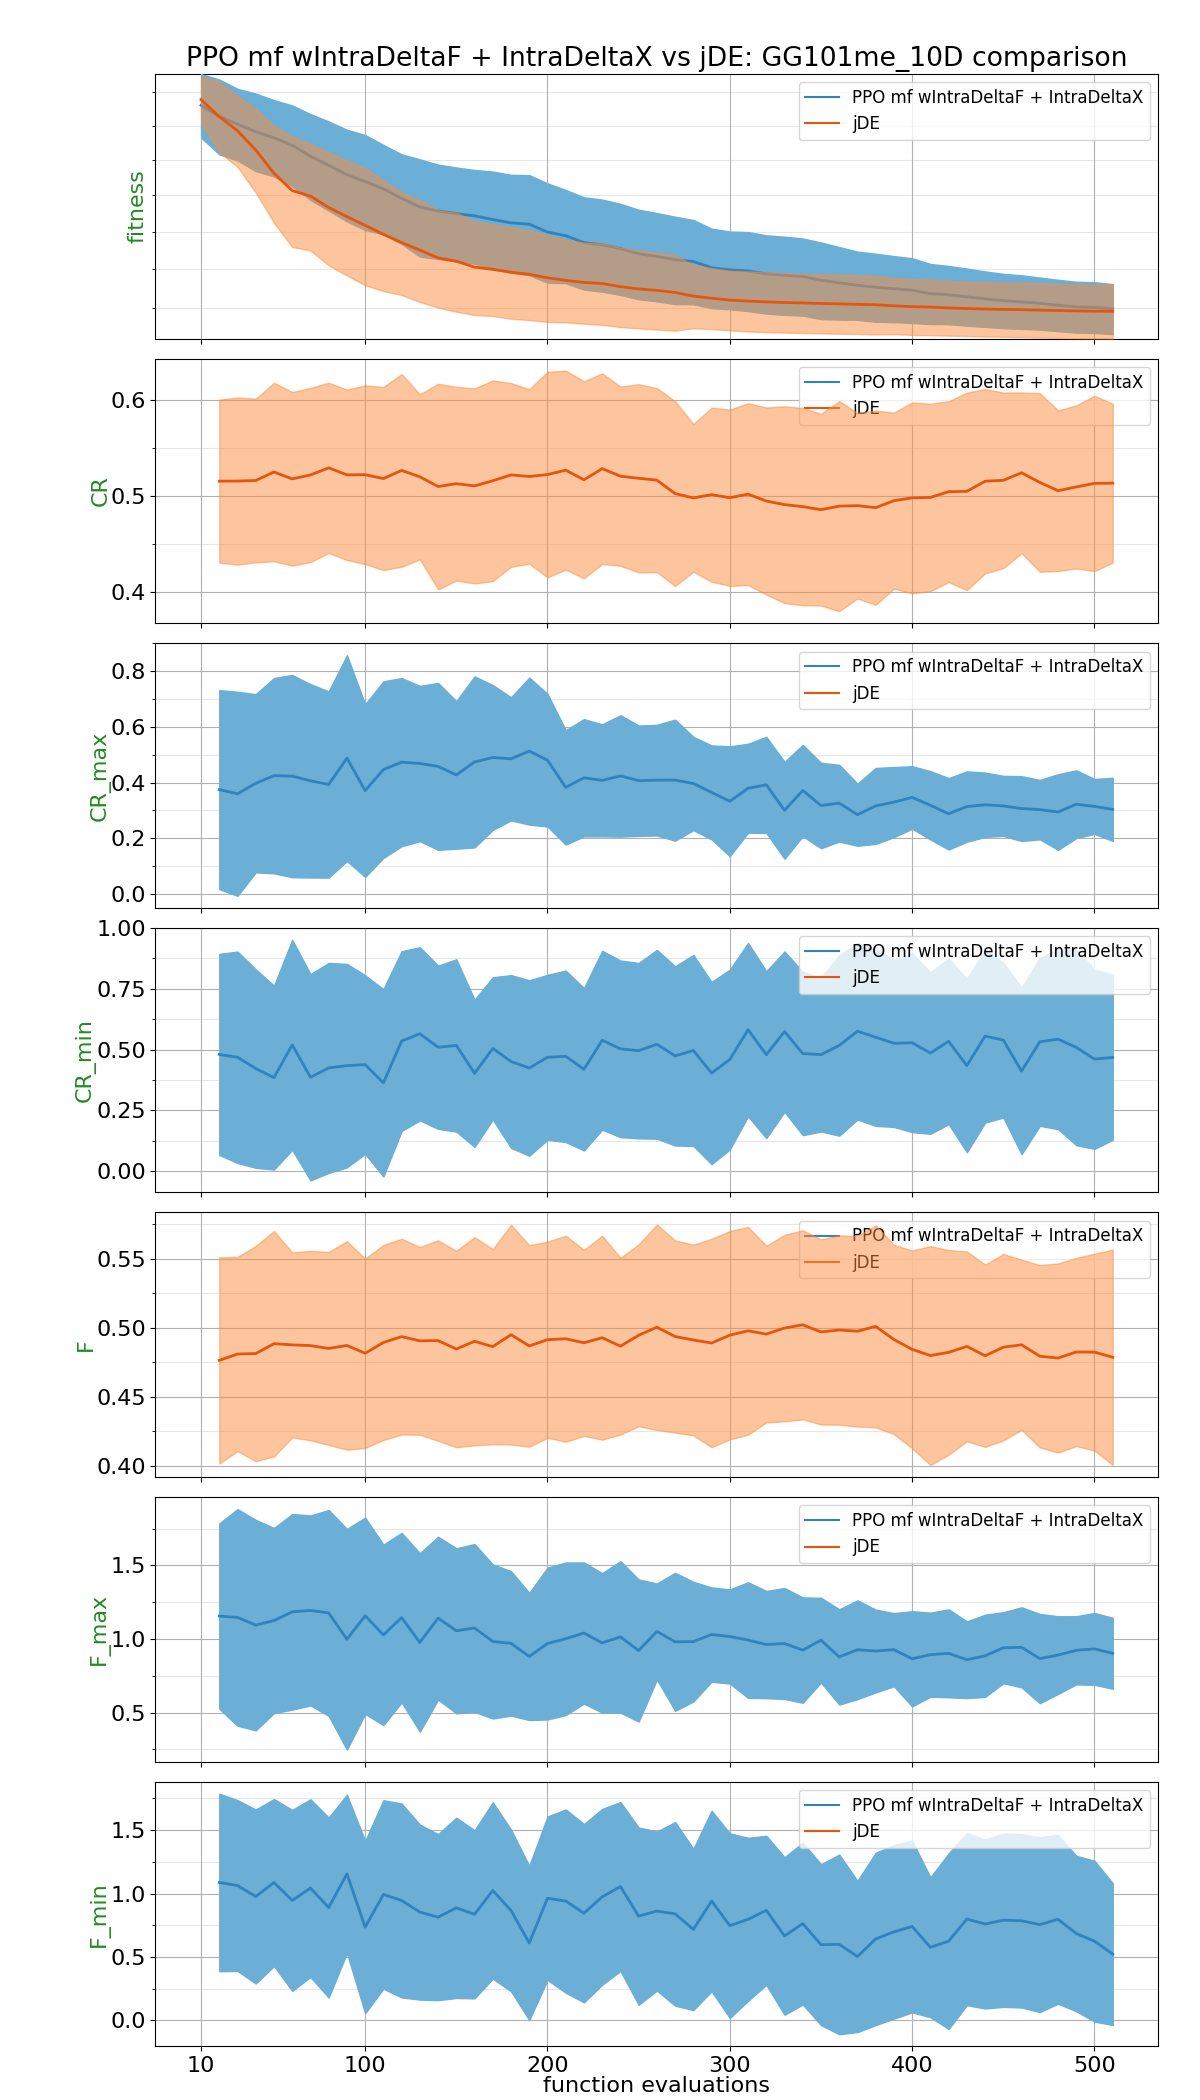 PPO mf wIntraDeltaF + IntraDeltaX vs jDE: GG101me_10D comparison
fitness
PPO mf wIntraDeltaF + IntraDeltaX
jDE
CR
0.6
0.5
0.4
PPO mf wIntraDeltaF + IntraDeltaX
jDE
CR_max
0.8
0.6
0.4
0.2
0.0
PPO mf wIntraDeltaF + IntraDeltaX
jDE
CR_min
1.00
0.75
0.50
0.25
0.00
PPO mf wIntraDeltaF + IntraDeltaX
jDE
F
0.55
0.50
0.45
0.40
PPO mf wIntraDeltaF + IntraDeltaX
jDE
F_max
1.5
1.0
0.5
PPO mf wIntraDeltaF + IntraDeltaX
jDE
F_min
1.5
1.0
0.5
0.0
PPO mf wIntraDeltaF + IntraDeltaX
jDE
10 100 200 300 400 500
function evaluations